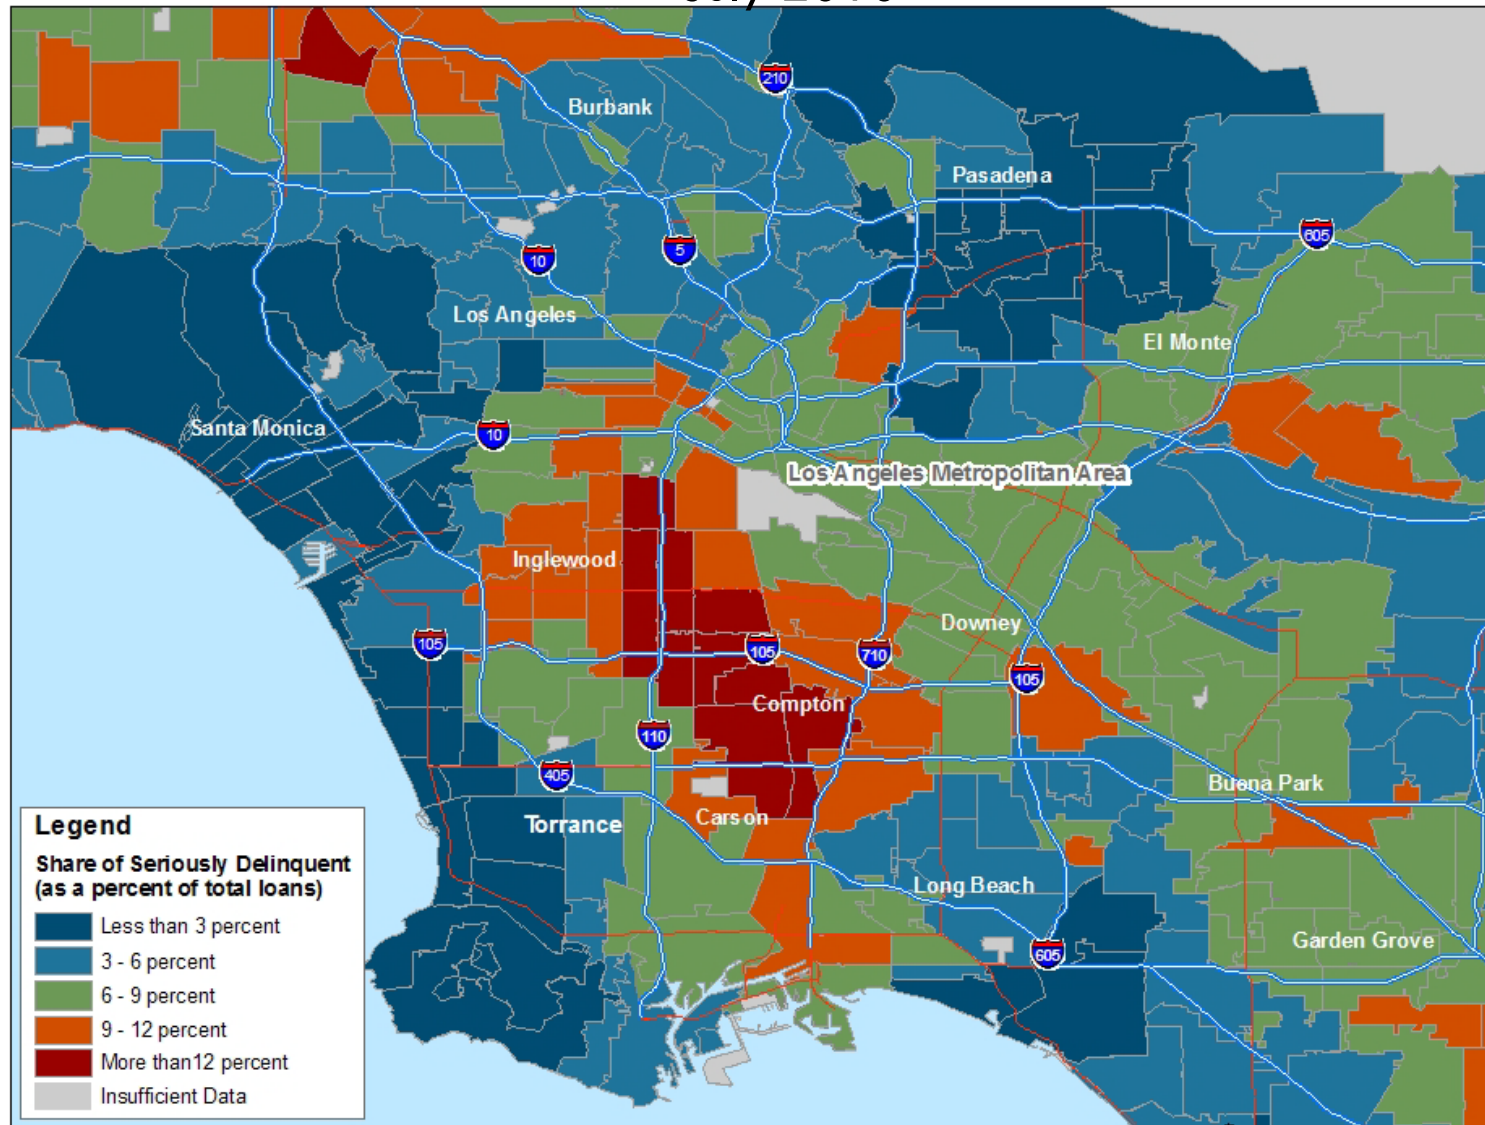 210
Burbank
Pasadena
605
10
5
Los Angeles
El Monte
Santa Monica
10
Los Angeles Metropolitan Area
Inglewood
Downey
105
105
710
105
Compton
110
405
Buena Park
Torrance
Carson
Long Beach
Garden Grove
605
Legend
Share of Seriously Delinquent
(as a percent of total loans)
Less than 3 percent
3 - 6 percent
6 - 9 percent
9 - 12 percent
More than12 percent
Insufficient Data